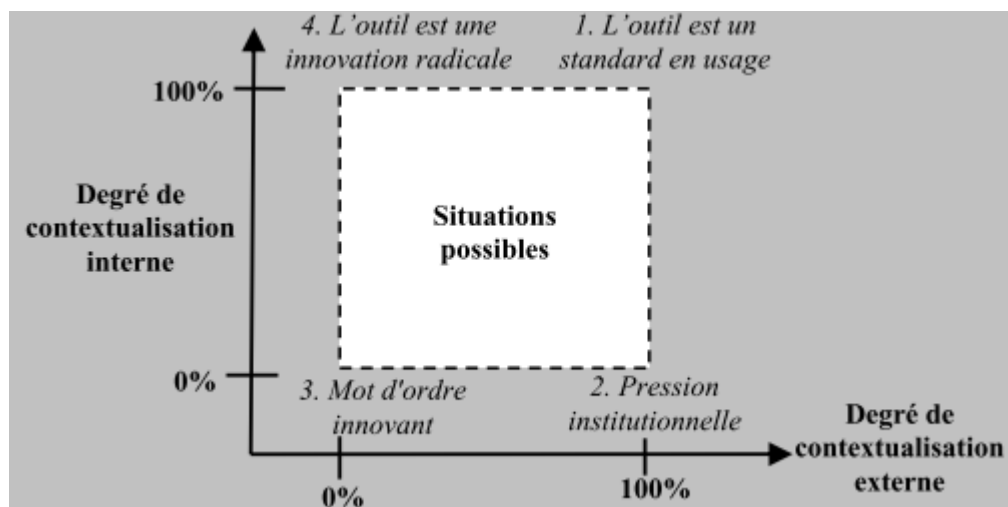 4. L'outil est une
innovation radicale
1. L'outil est un
standard en usage
100%
Degré de
contextualisation
interne
Situations
possibles
0%
3. Mot d'ordre
innovant
2. Pression
institutionnelle
Degré de
contextualisation
externe
0%
100%